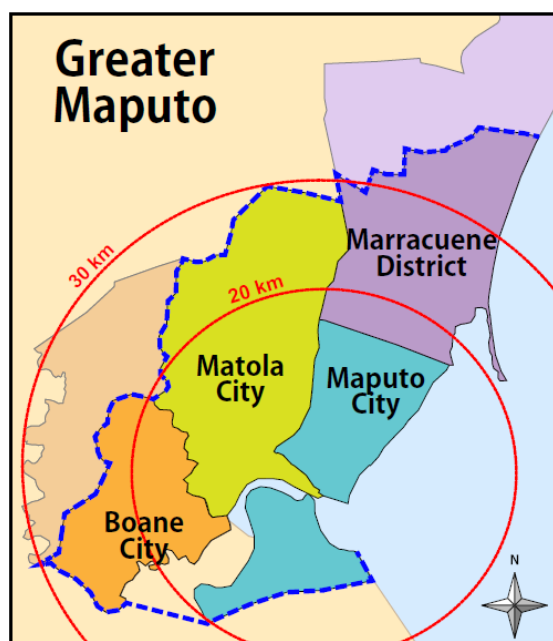 Greater
Maputo
30 km
20 km
Marracuene
District
Matola
City
Maputo
City
Boane
City
N